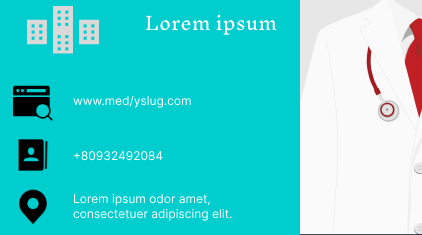 Lorem ipsum
www.med/yslug.com
+80932492084
Lorem ipsum odor amet,
consectetuer adipiscing elit.